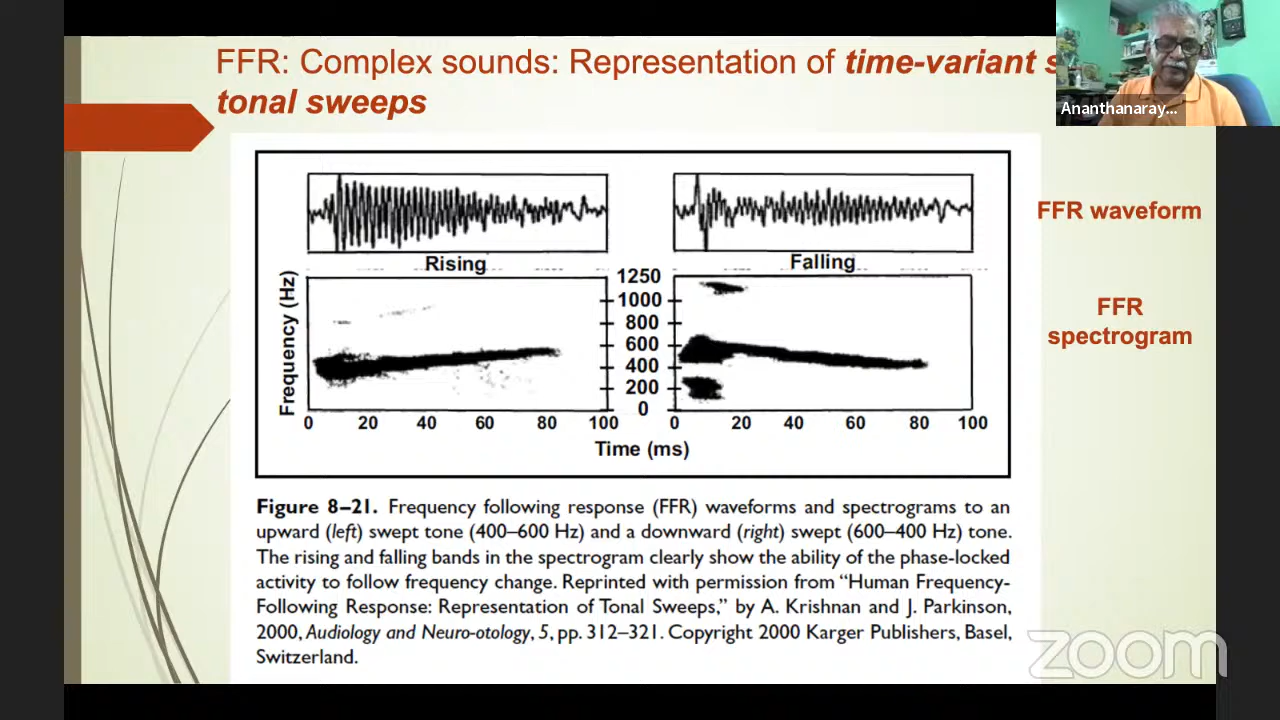 FFR: Complex sounds: Representation of time-variant s
tonal sweeps
Ananthanaray...
FFR waveform
Rising
Falling
FFR
spectrogram
Frequency (Hz)
1250
1000
800
600
400
200
0
0 20 40 60 80 100
0 20 40 60 80 100
Time (ms)
Figure 8–21. Frequency following response (FFR) waveforms and spectrograms to an
upward (left) swept tone (400–600 Hz) and a downward (right) swept (600–400 Hz) tone.
The rising and falling bands in the spectrogram clearly show the ability of the phase-locked
activity to follow frequency change. Reprinted with permission from “Human Frequency-
Following Response: Representation of Tonal Sweeps,” by A. Krishnan and J. Parkinson,
2000, Audiology and Neuro-otology, 5, pp. 312–321. Copyright 2000 Karger Publishers, Basel,
Switzerland.
zoom